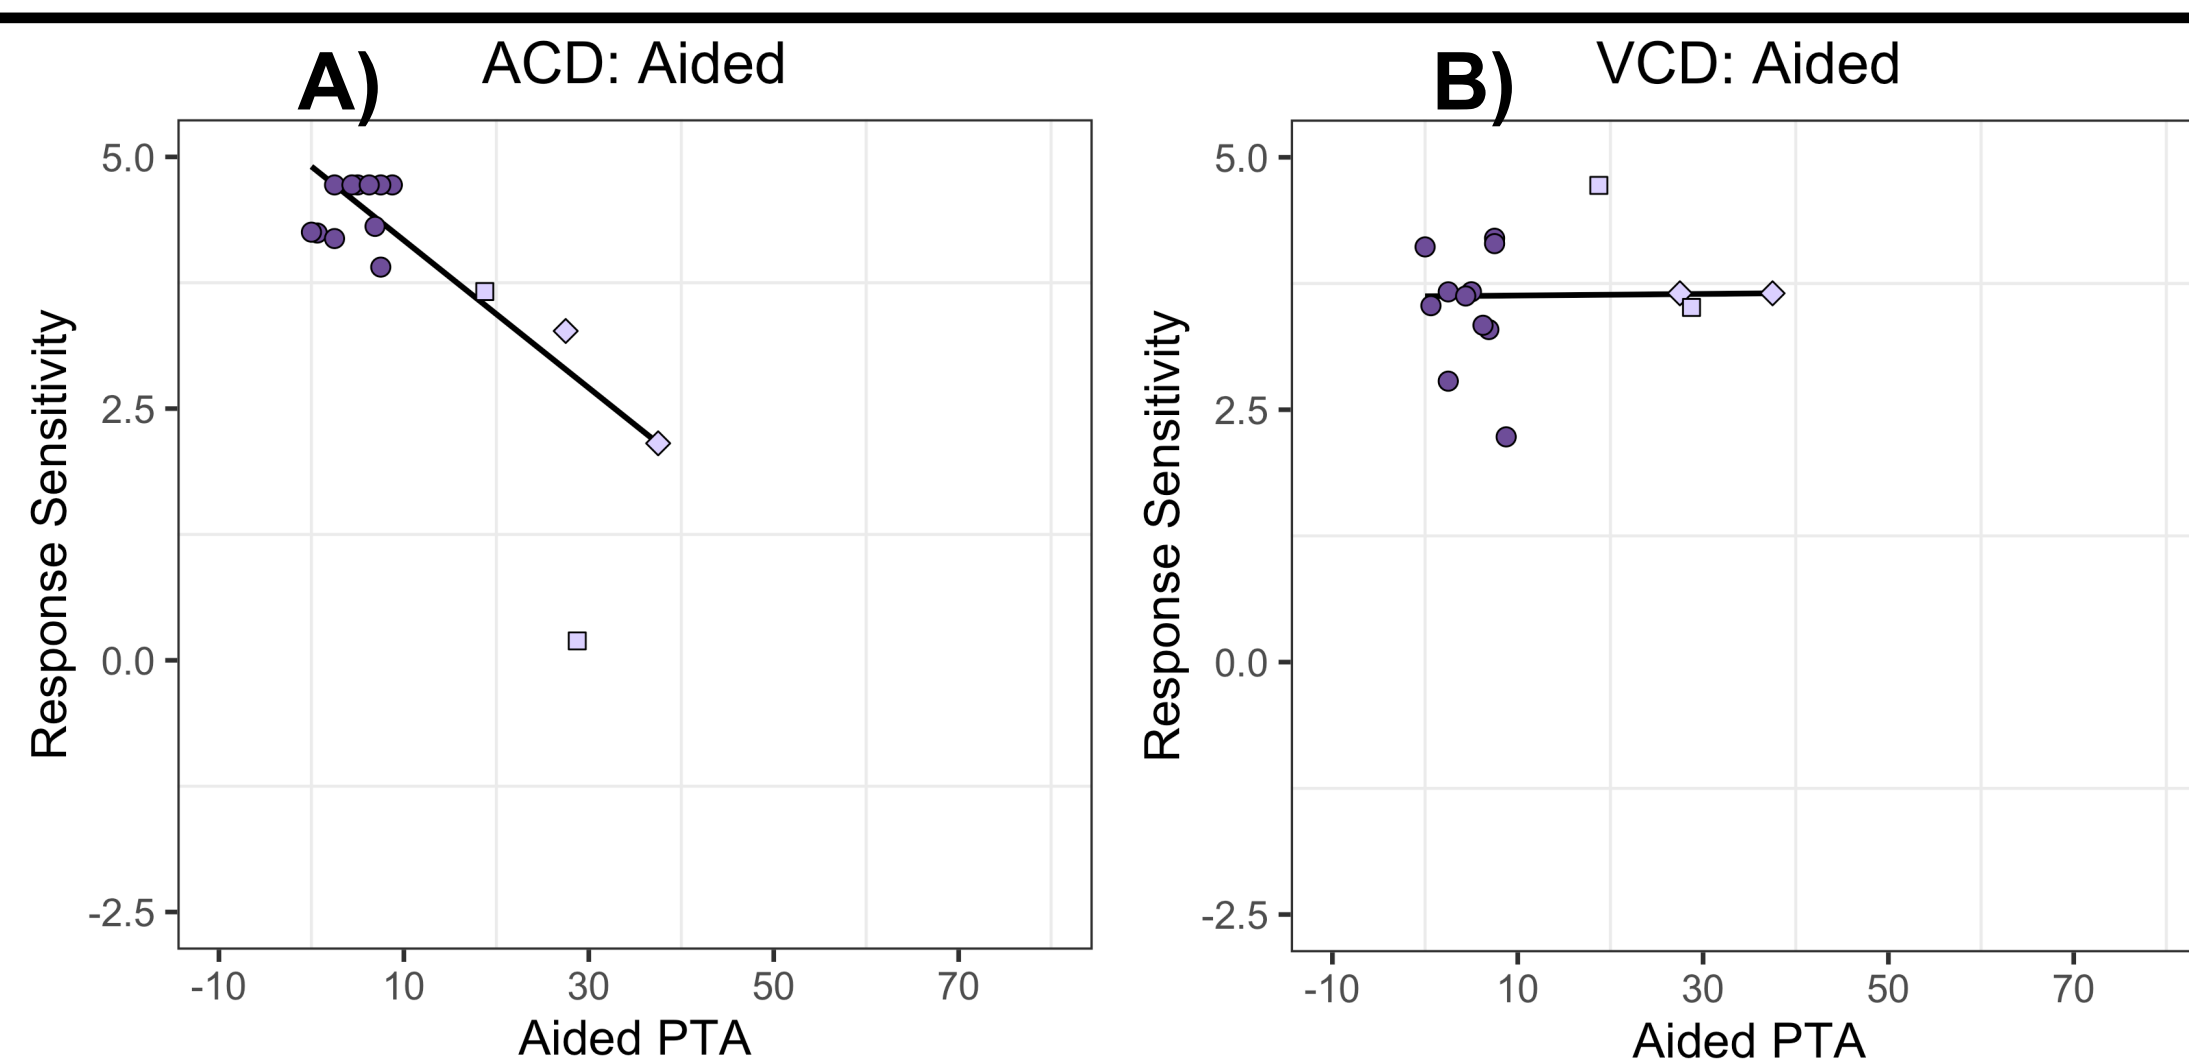 A) ACD: Aided
5.0
2.5
0.0
-2.5
Response Sensitivity
-10 10 30 50 70
Aided PTA
B) VCD: Aided
5.0
2.5
0.0
-2.5
Response Sensitivity
-10 10 30 50 70
Aided PTA